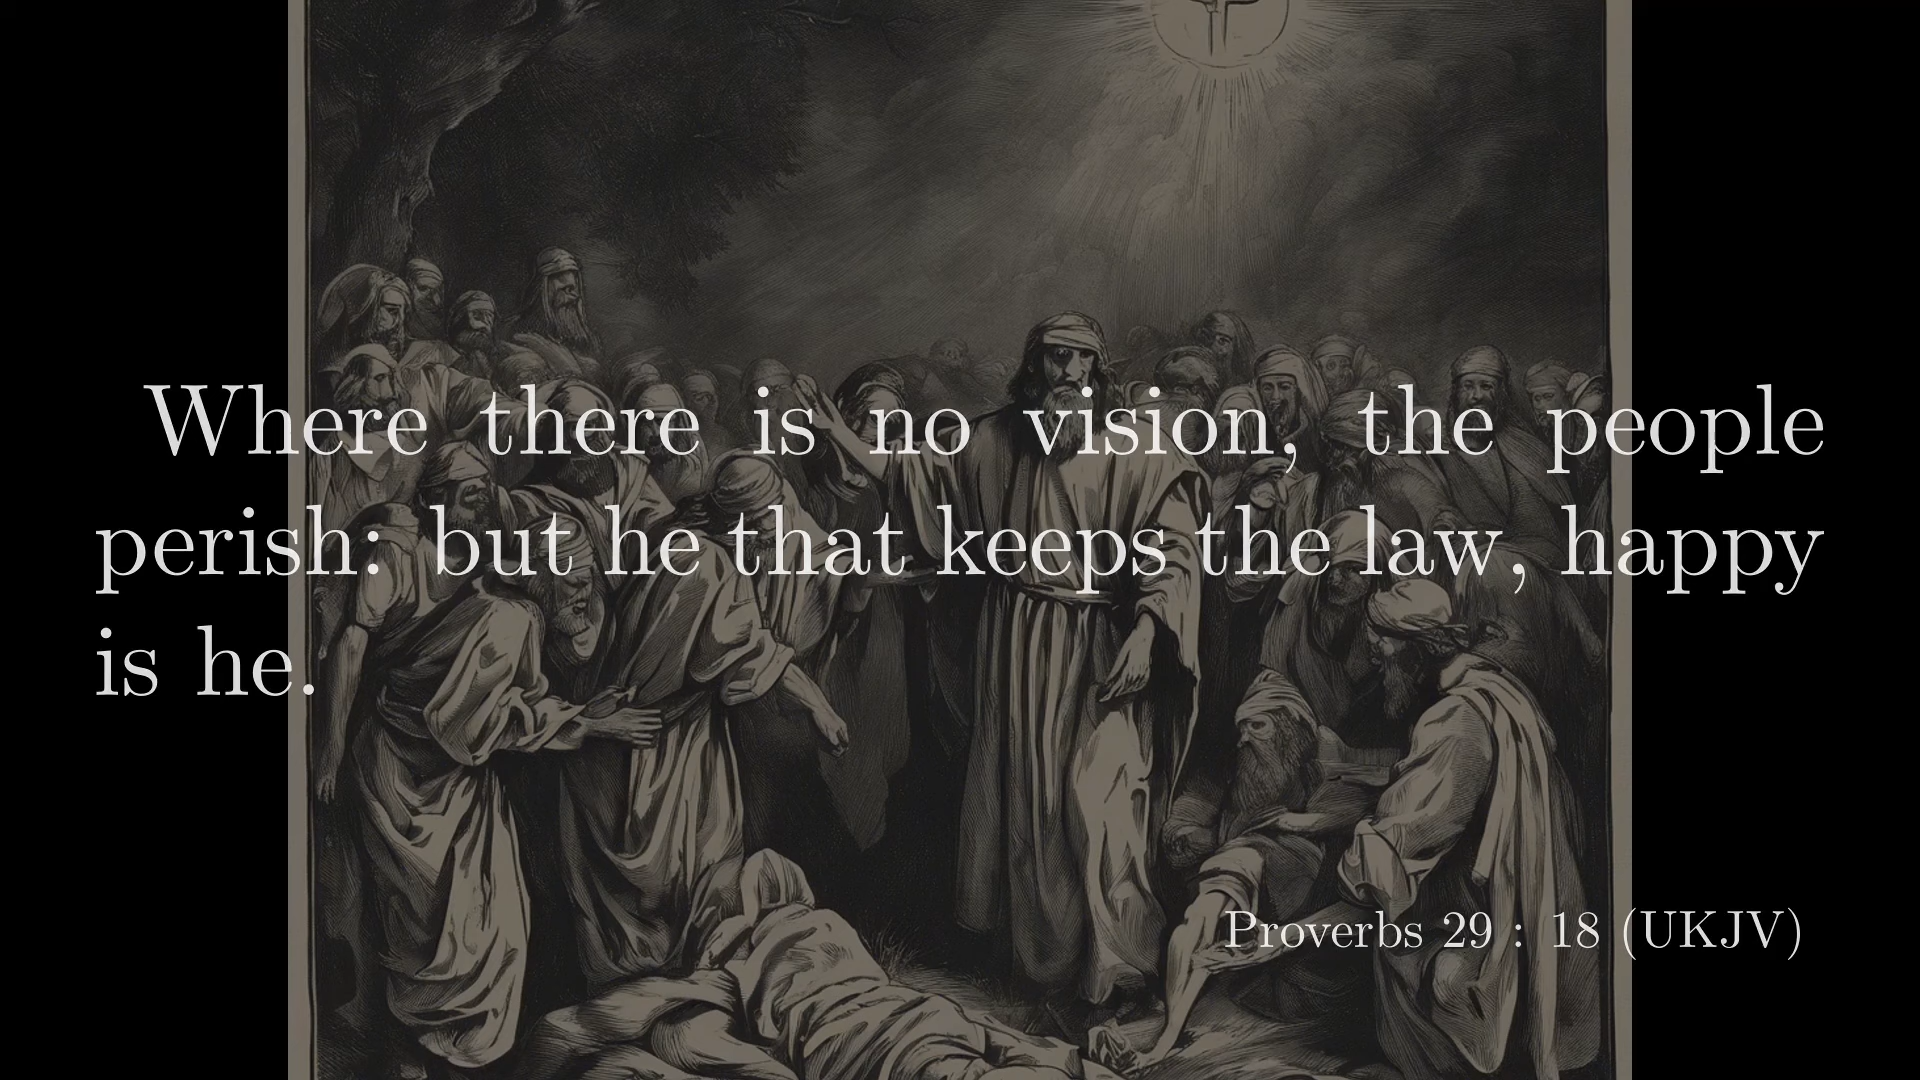 Where there is no vision, the people
perish: but he that keeps the law, happy
is he.
Proverbs 29 : 18 (UKJV)